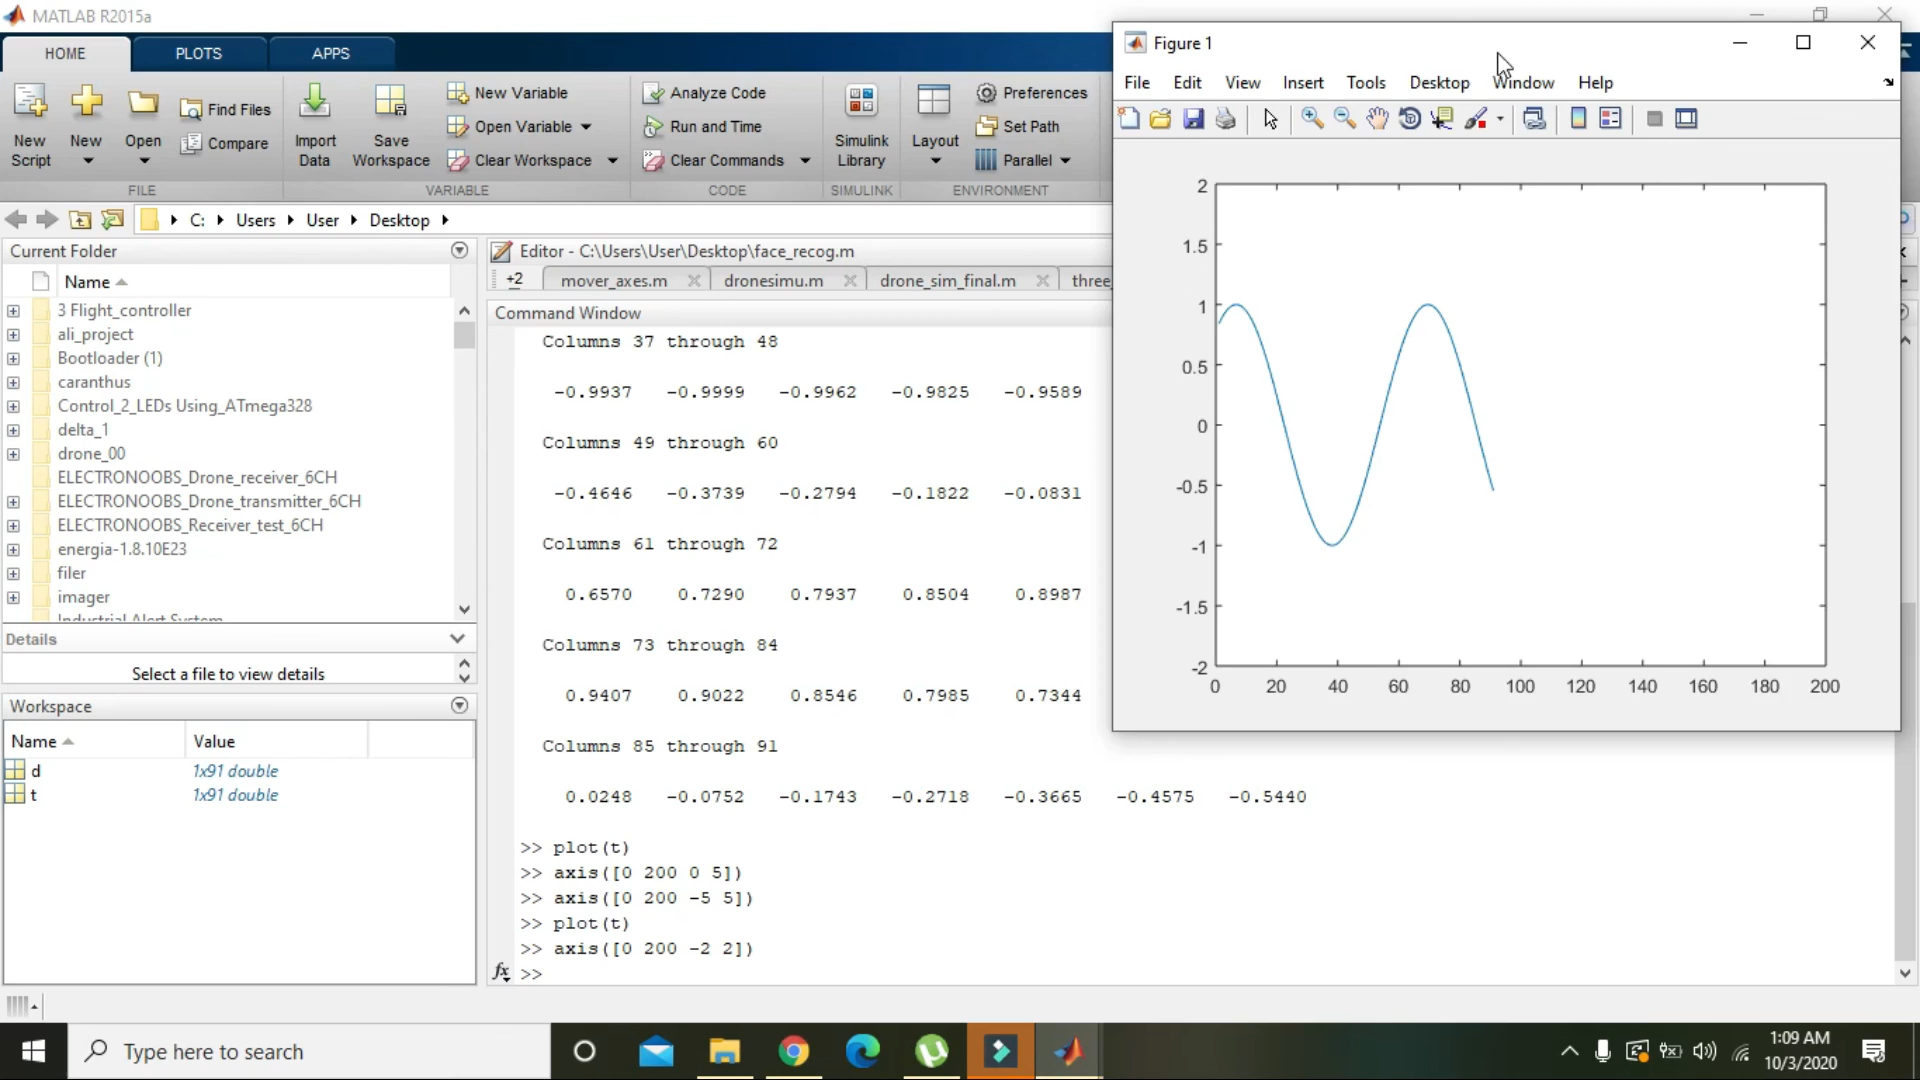 MATLAB R2015a
HOME
PLOTS
APPS
New Script
New
Open
Find Files
Compare
Import Data
Save Workspace
New Variable
Open Variable
Clear Workspace
Analyze Code
Run and Time
Clear Commands
Simulink Library
Layout
Preferences
Set Path
Parallel
FILE
VARIABLE
CODE
SIMULINK
ENVIRONMENT
C:
Users
User
Desktop
Current Folder
Name
3 Flight_controller
ali_project
Bootloader (1)
caranthus
Control_2_LEDs Using_ATmega328
delta_1
drone_00
ELECTRONOOBS_Drone_receiver_6CH
ELECTRONOOBS_Drone_transmitter_6CH
ELECTRONOOBS_Receiver_test_6CH
energia-1.8.10E23
filer
imager
Industrial Alert System
Details
Select a file to view details
Workspace
Name Value
d 1x91 double
t 1x91 double
Editor - C:\Users\User\Desktop\face_recog.m
+2 mover_axes.m dronesimu.m drone_sim_final.m three_
Command Window
Columns 37 through 48
-0.9937 -0.9999 -0.9962 -0.9825 -0.9589
Columns 49 through 60
-0.4646 -0.3739 -0.2794 -0.1822 -0.0831
Columns 61 through 72
0.6570 0.7290 0.7937 0.8504 0.8987
Columns 73 through 84
0.9407 0.9022 0.8546 0.7985 0.7344
Columns 85 through 91
0.0248 -0.0752 -0.1743 -0.2718 -0.3665 -0.4575 -0.5440
>> plot(t)
>> axis([0 200 0 5])
>> axis([0 200 -5 5])
>> plot(t)
>> axis([0 200 -2 2])
fx >>
Figure 1
File Edit View Insert Tools Desktop Window Help
2
1.5
1
0.5
0
-0.5
-1
-1.5
-2
0 20 40 60 80 100 120 140 160 180 200
Type here to search
1:09 AM
10/3/2020